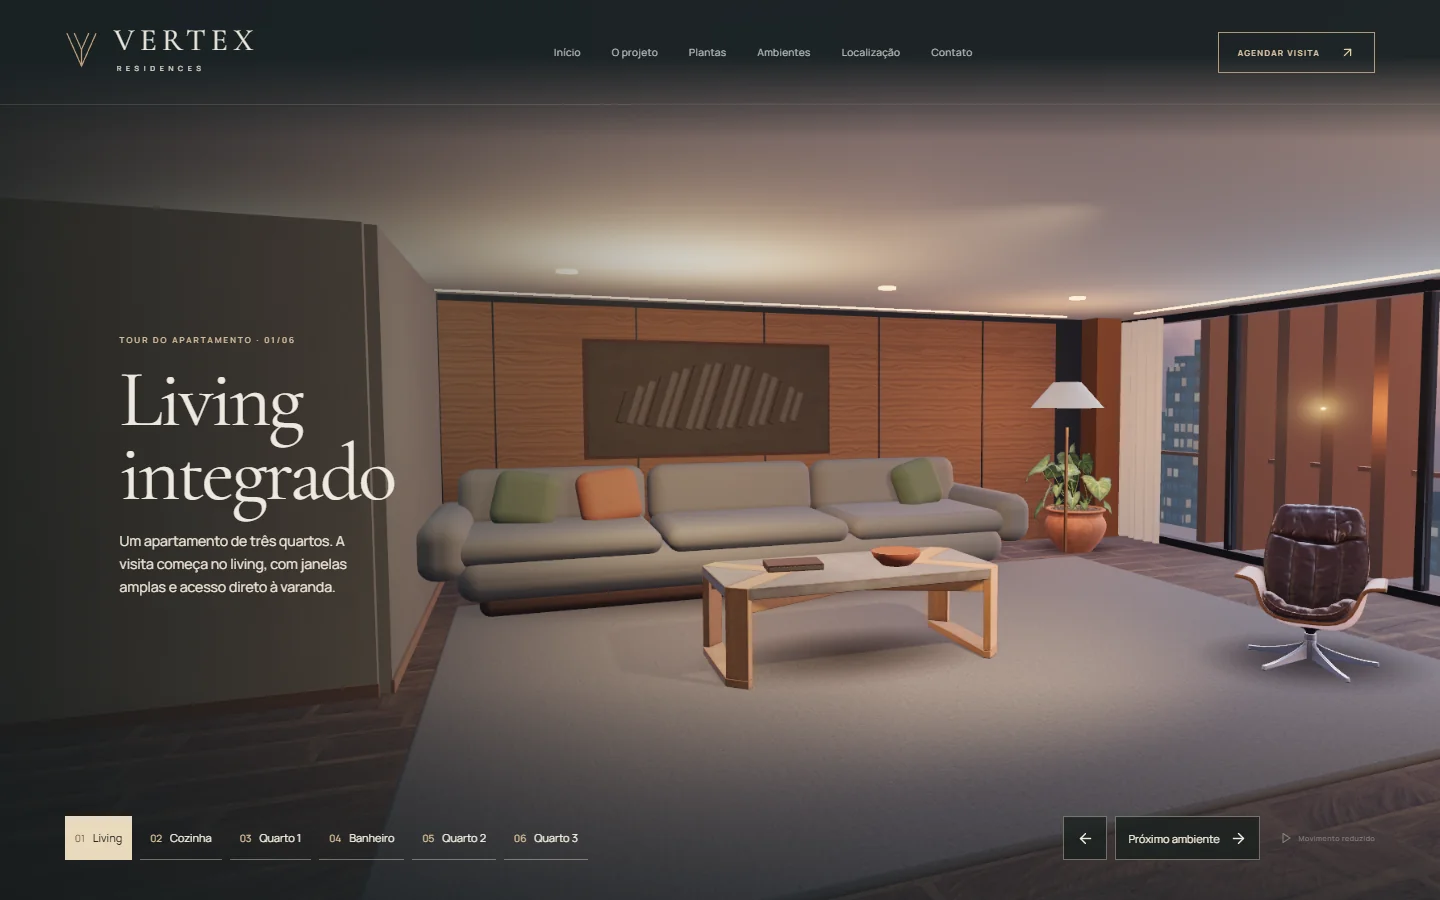 VERTEX
RESIDENCES
Início
O projeto
Plantas
Ambientes
Localização
Contato
AGENDAR VISITA
TOUR DO APARTAMENTO · 01/06
Living
integrado
Um apartamento de três quartos. A
visita começa no living, com janelas
amplas e acesso direto à varanda.
01 Living
02 Cozinha
03 Quarto 1
04 Banheiro
05 Quarto 2
06 Quarto 3
Próximo ambiente
Movimento reduzido